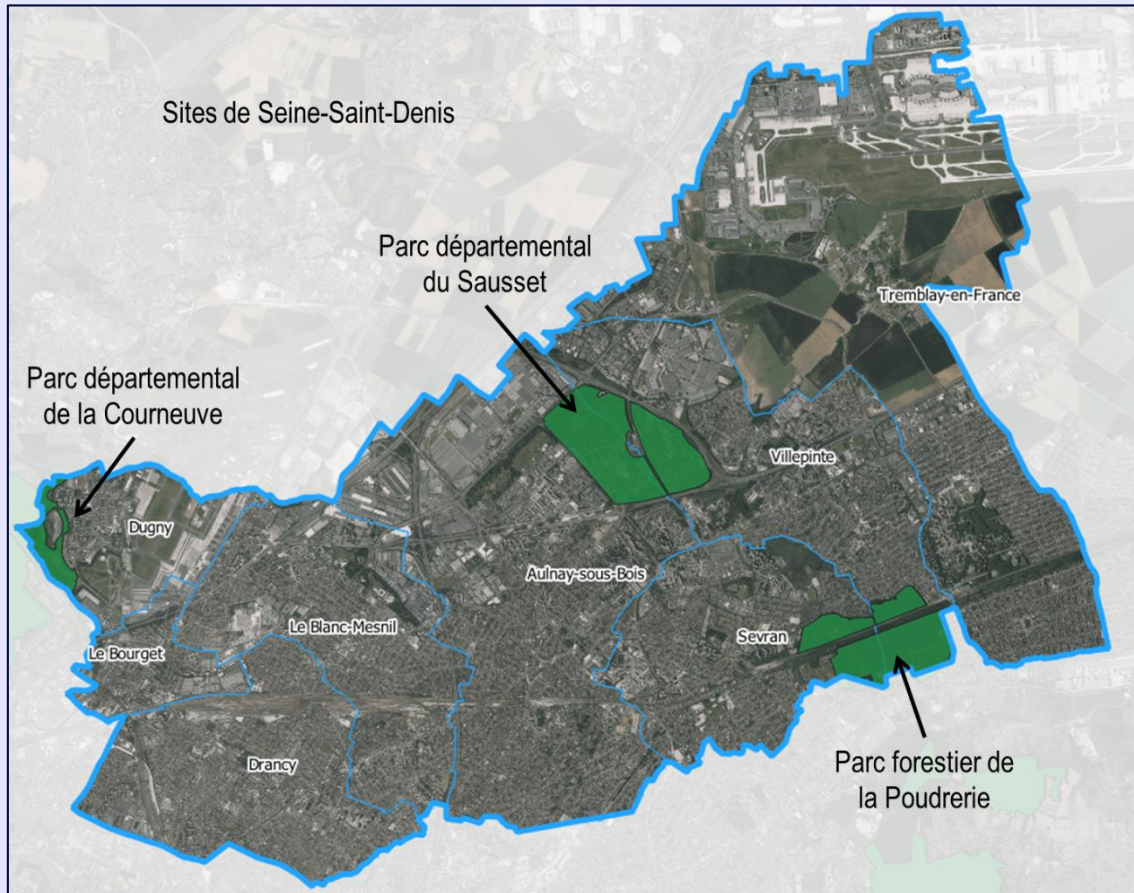 Sites de Seine-Saint-Denis
Parc départemental
du Sausset
Tremblay-en-France
Parc départemental
de la Courneuve
Villepinte
Dugny
Aulnay-sous-Bois
Le Blanc-Mesnil
Sevran
Le Bourget
Drancy
Parc forestier de
la Poudrerie